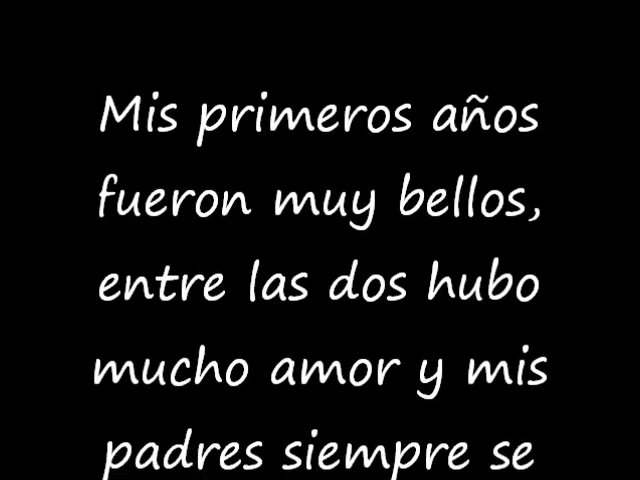 Mis primeros años
fueron muy bellos,
entre las dos hubo
mucho amor y mis
padres siempre se